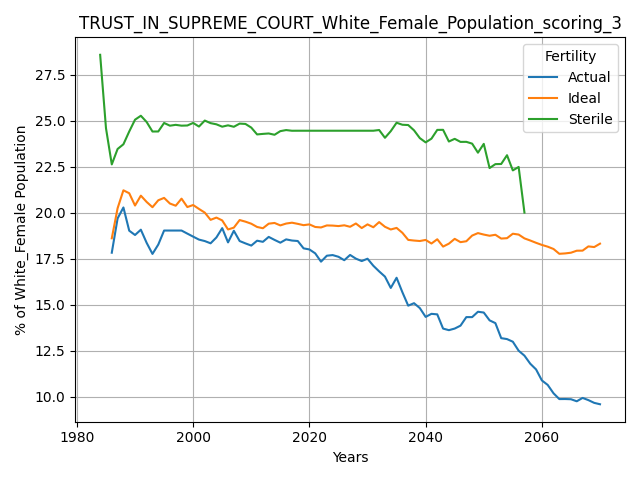 TRUST_IN_SUPREME_COURT_White_Female_Population_scoring_3
Fertility
Actual
Ideal
Sterile
% of White_Female Population
27.5
25.0
22.5
20.0
17.5
15.0
12.5
10.0
1980
2000
2020
2040
2060
Years